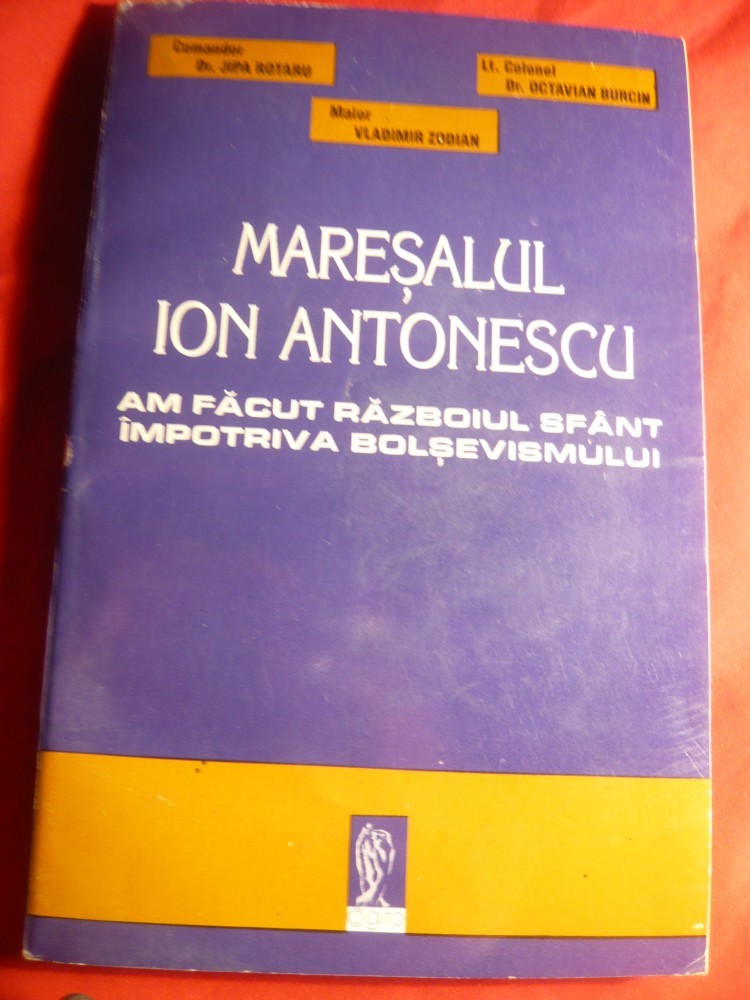 Comandor
Dr. JIPA ROTARU
Lt. Colonel
Dr. OCTAVIAN BURCIN
Maior
VLADIMIR ZODIAN
MAREȘALUL
ION ANTONESCU
AM FĂCUT RĂZBOIUL SFÂNT
ÎMPOTRIVA BOLȘEVISMULUI